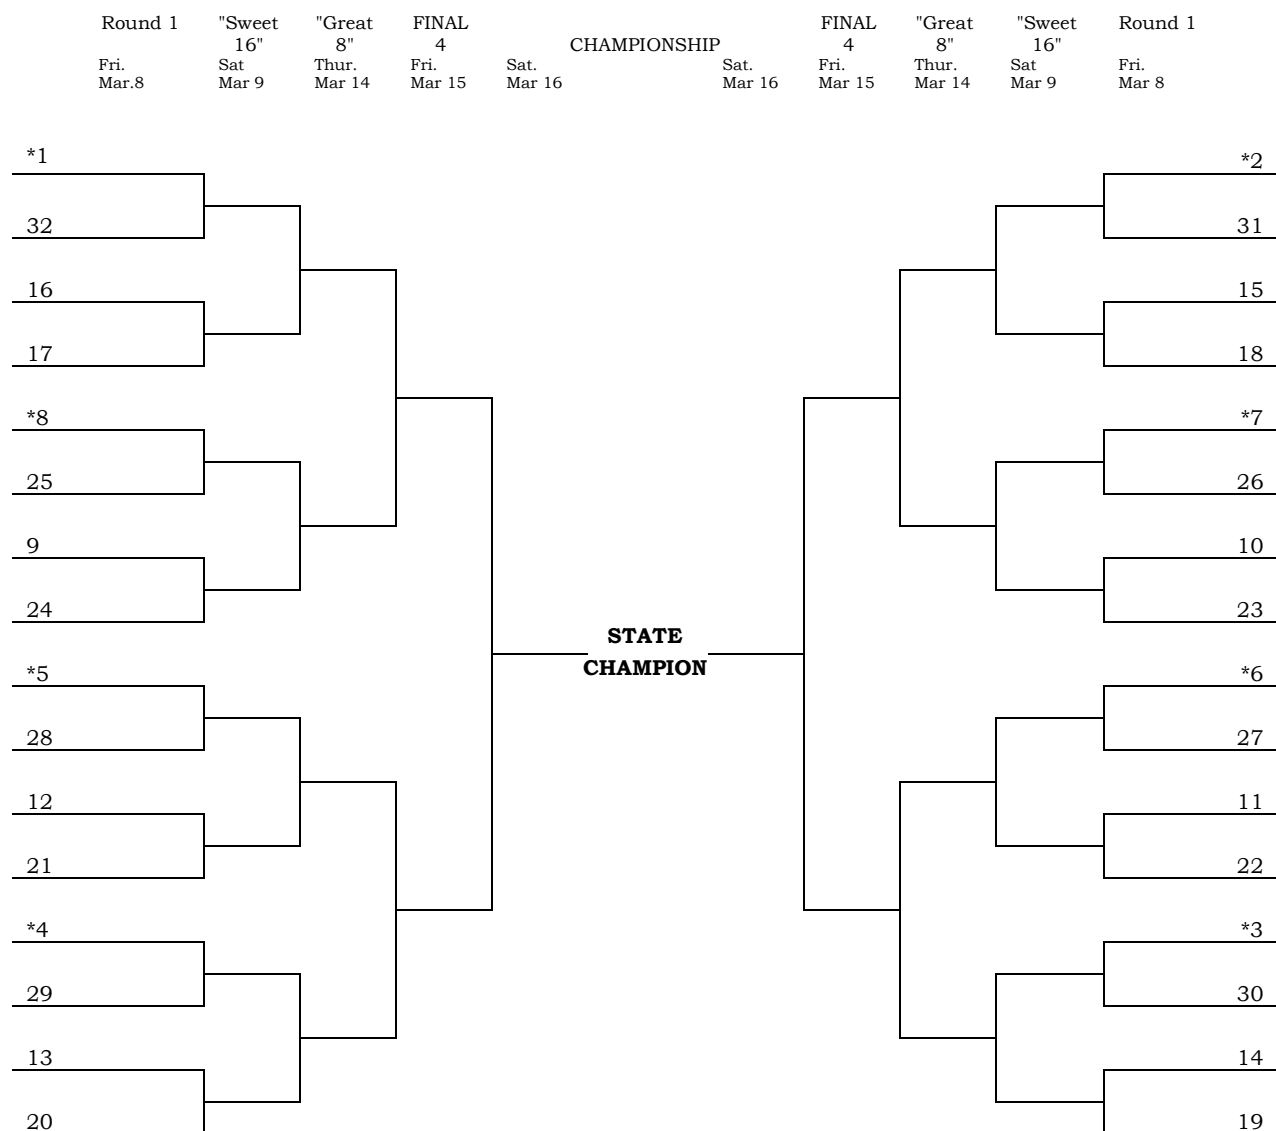 Round 1 "Sweet "Great FINAL FINAL "Great "Sweet Round 1
16" 8" 4 CHAMPIONSHIP 4 8" 16"
Fri. Sat Thur. Fri. Sat. Sat. Fri. Thur. Sat Fri.
Mar.8 Mar 9 Mar 14 Mar 15 Mar 16 Mar 16 Mar 15 Mar 14 Mar 9 Mar 8
*1 *2
32 31
16 15
17 18
*8 *7
25 26
9 10
24 23
STATE
CHAMPION
*5 *6
28 27
12 11
21 22
*4 *3
29 30
13 14
20 19